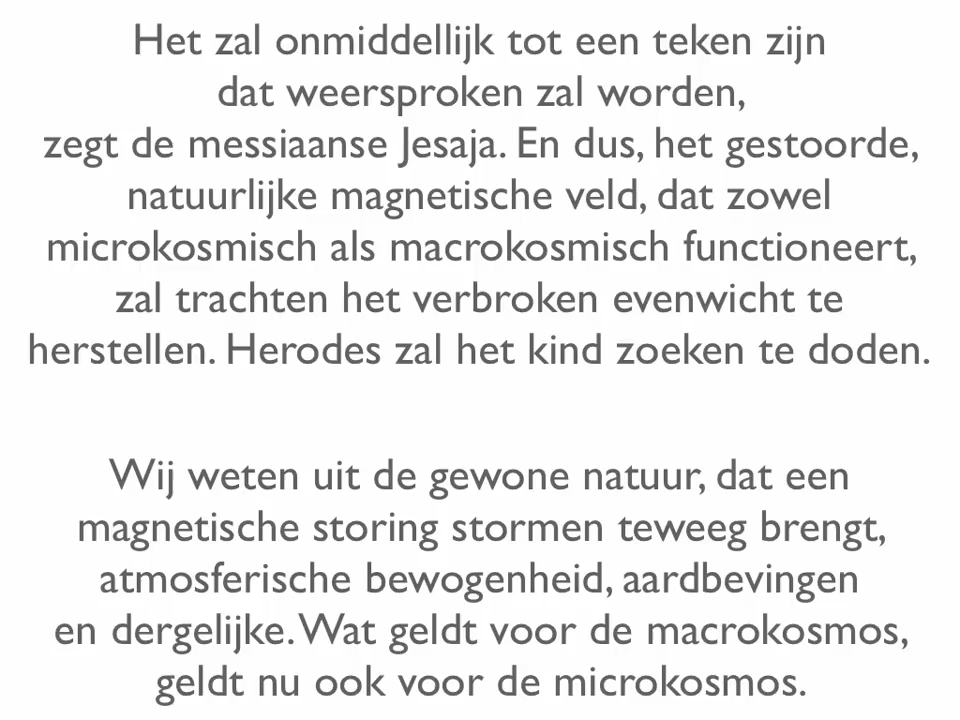 Het zal onmiddellijk tot een teken zijn
dat weersproken zal worden,
zegt de messiaanse Jesaja. En dus, het gestoorde,
natuurlijke magnetische veld, dat zowel
microkosmisch als macrokosmisch functioneert,
zal trachten het verbroken evenwicht te
herstellen. Herodes zal het kind zoeken te doden.
Wij weten uit de gewone natuur, dat een
magnetische storing stormen teweeg brengt,
atmosferische bewogenheid, aardbevingen
en dergelijke. Wat geldt voor de macrokosmos,
geldt nu ook voor de microkosmos.